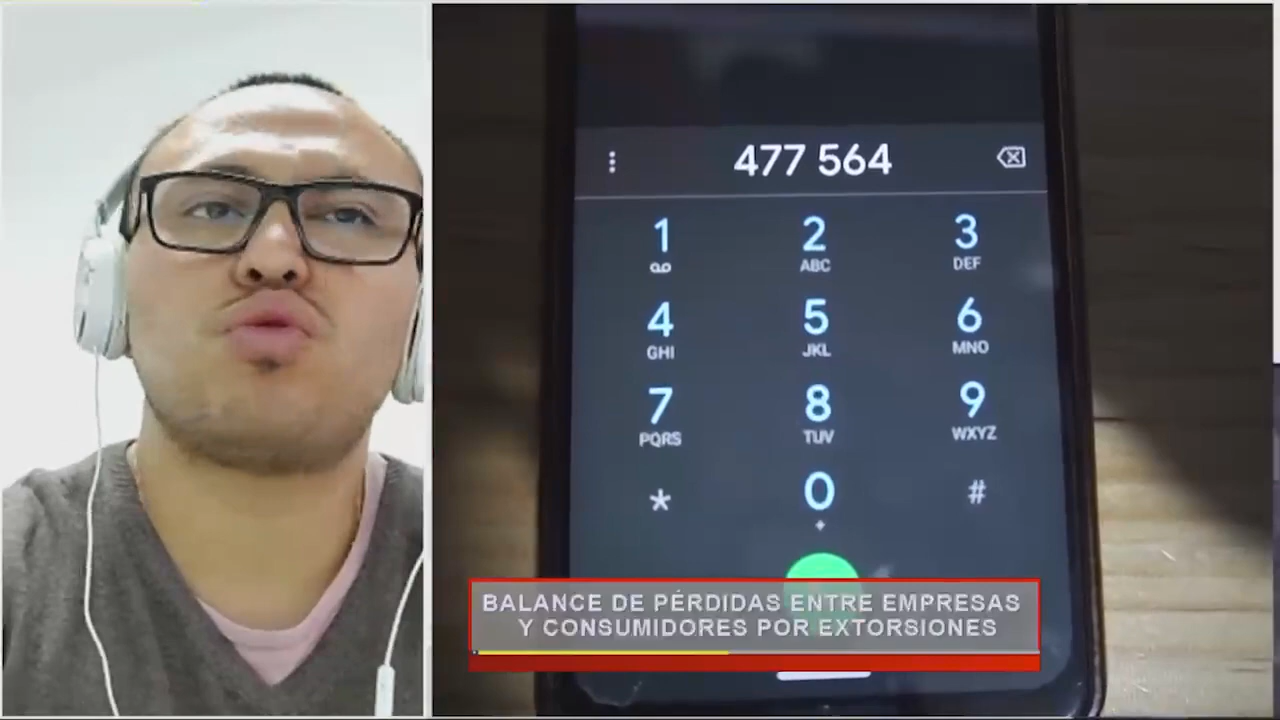 477 564
1
2
ABC
3
DEF
4
GHI
5
JKL
6
MNO
7
PQRS
8
TUV
9
WXYZ
*
0
+
#
BALANCE DE PÉRDIDAS ENTRE EMPRESAS
Y CONSUMIDORES POR EXTORSIONES